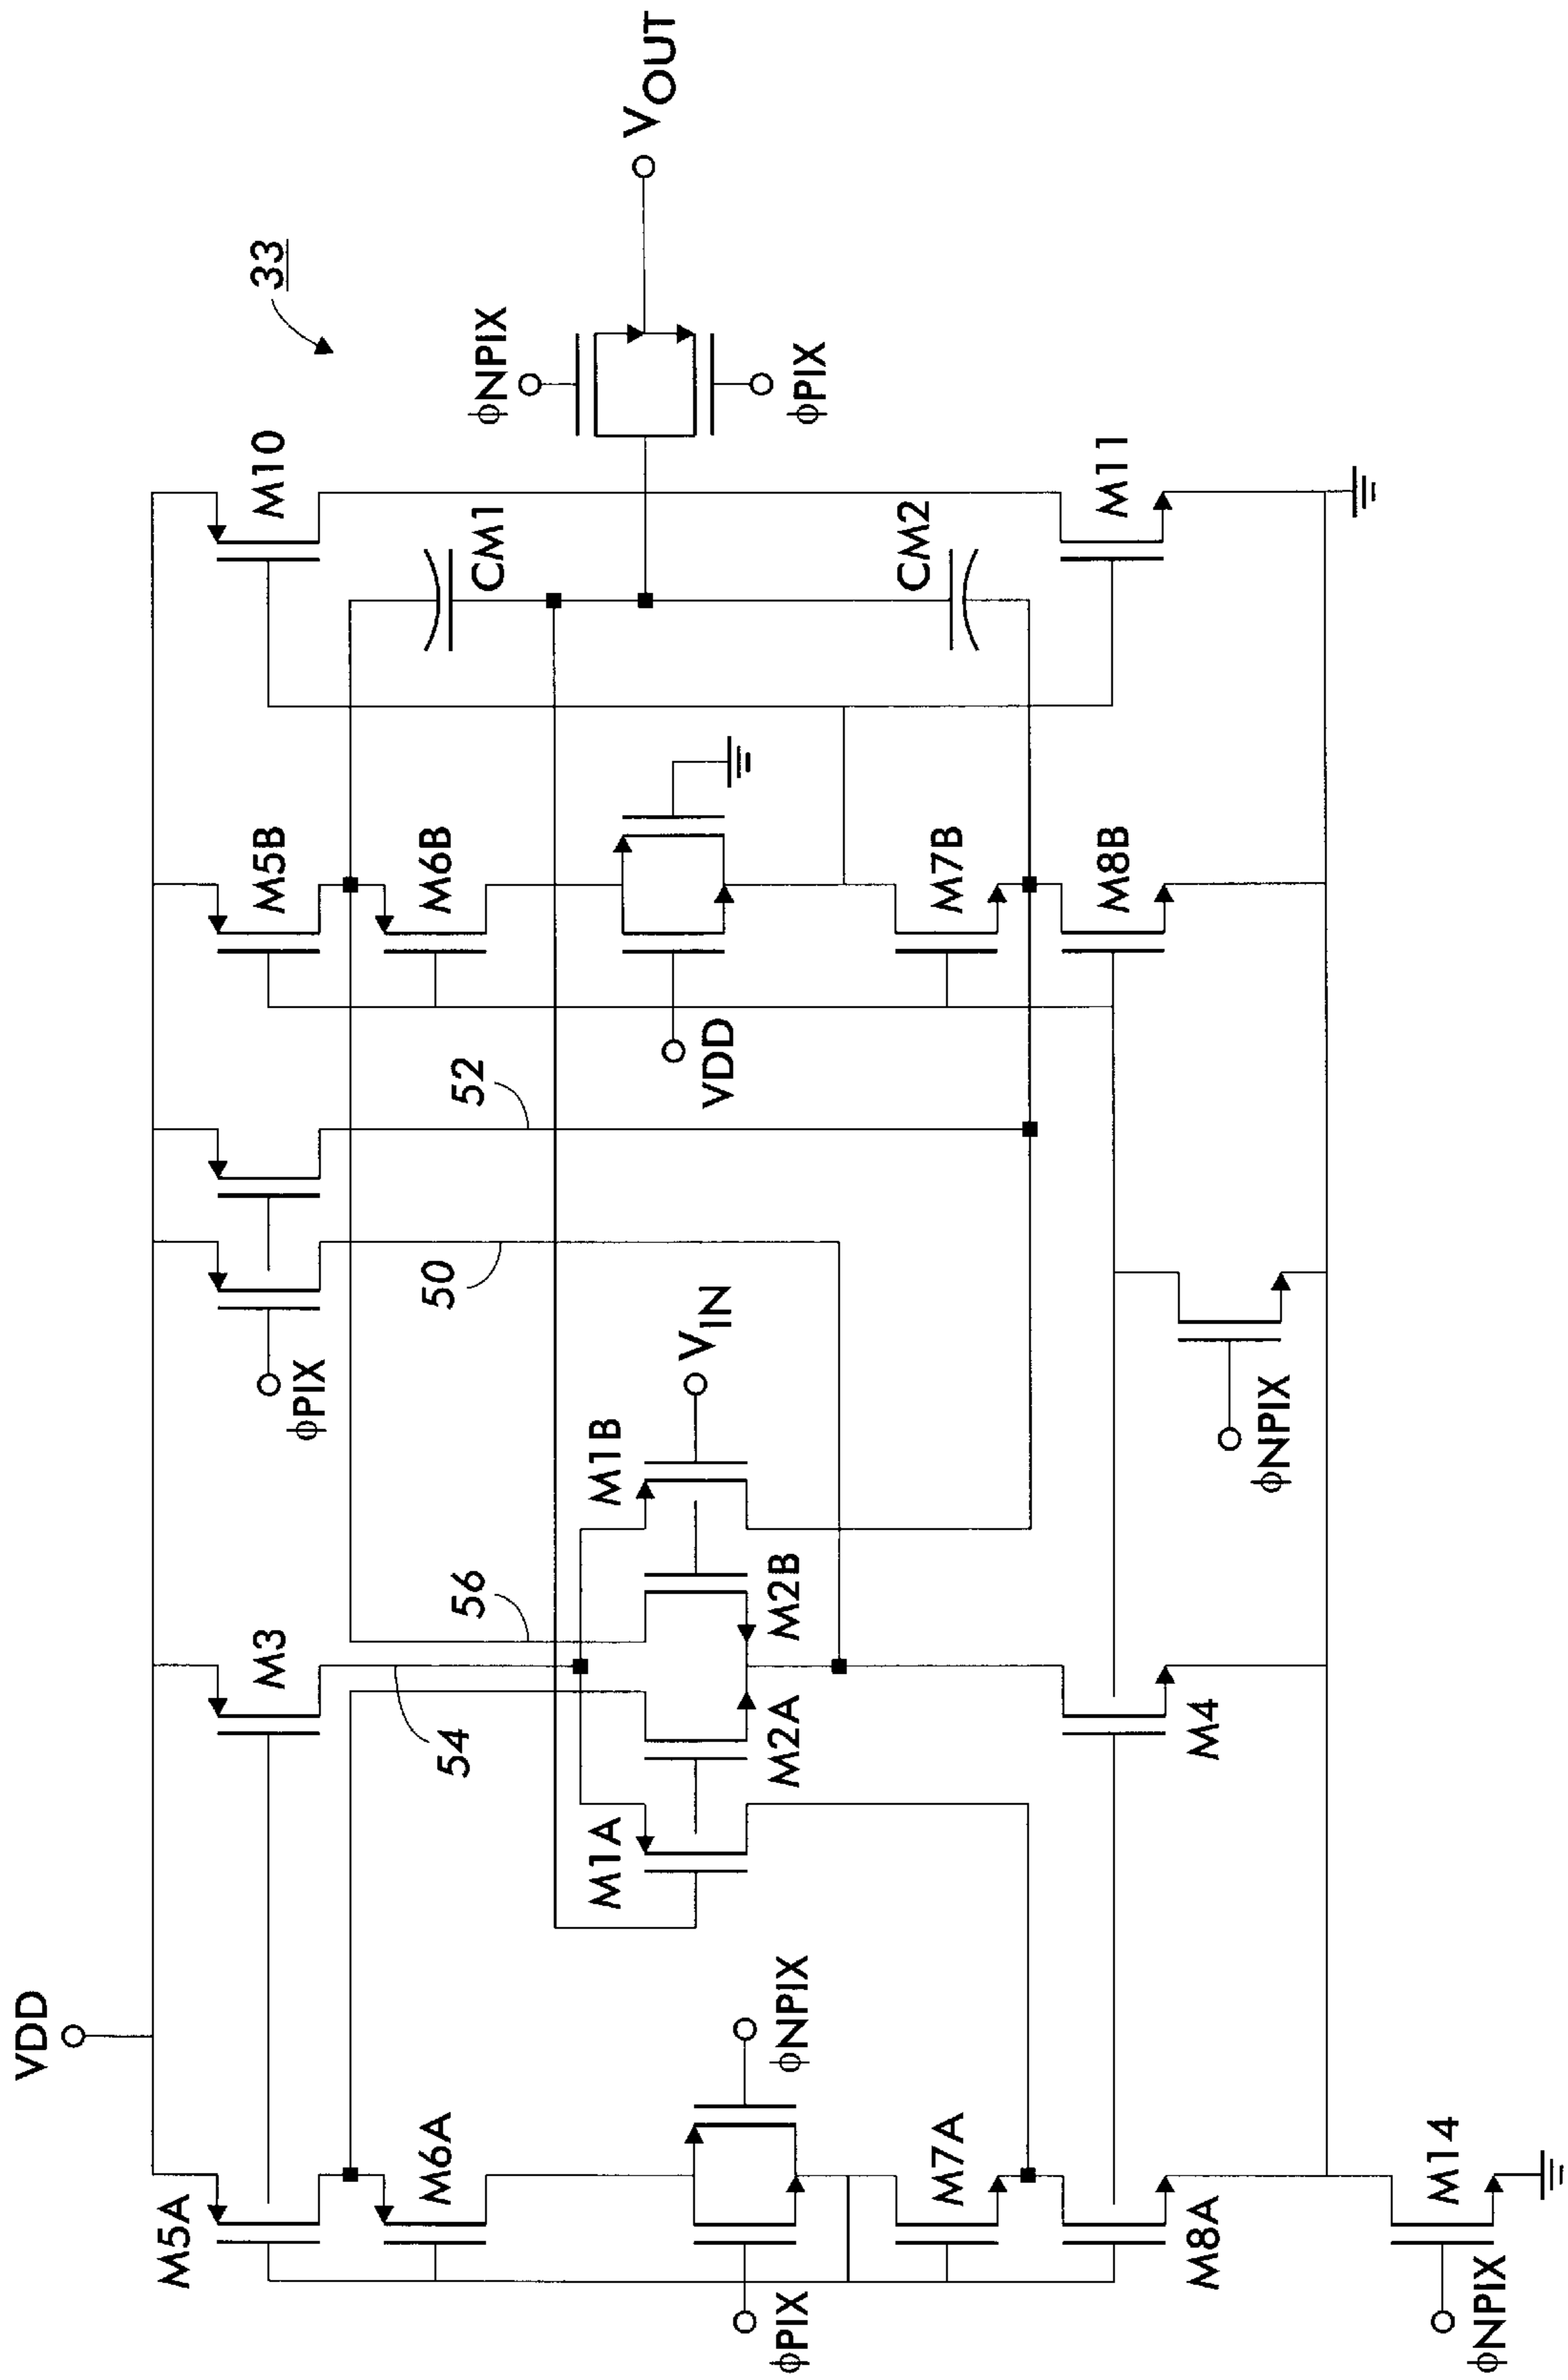 33
VDD
M5A
M3
M5B
M10
ϕPIX
M6A
54
56
50
52
M6B
CM1
ϕNPIX
VOUT
M1A
M1B
VIN
VDD
ϕPIX
ϕNPIX
M2A
M2B
ϕPIX
M7A
M7B
CM2
M8A
M4
M8B
M11
ϕNPIX
M14
ϕNPIX